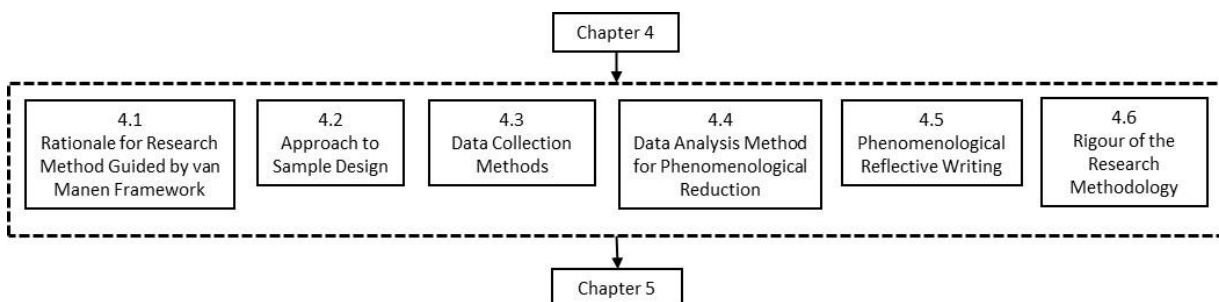 Chapter 4
4.1
Rationale for Research
Method Guided by van
Manen Framework
4.2
Approach to
Sample Design
4.3
Data Collection
Methods
4.4
Data Analysis Method
for Phenomenological
Reduction
4.5
Phenomenological
Reflective Writing
4.6
Rigour of the
Research
Methodology
Chapter 5